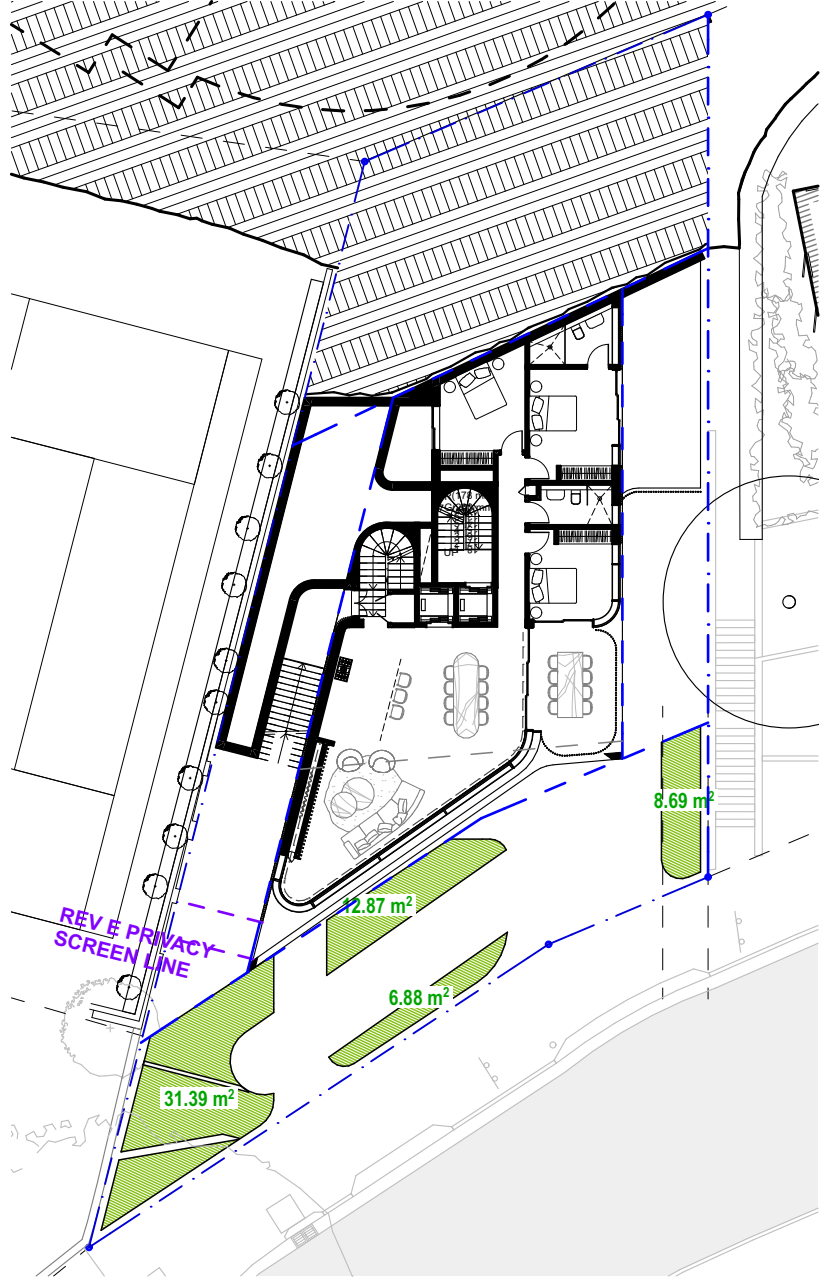 8.69 m²
12.87 m²
REV E PRIVACY
SCREEN LINE
6.88 m²
31.39 m²